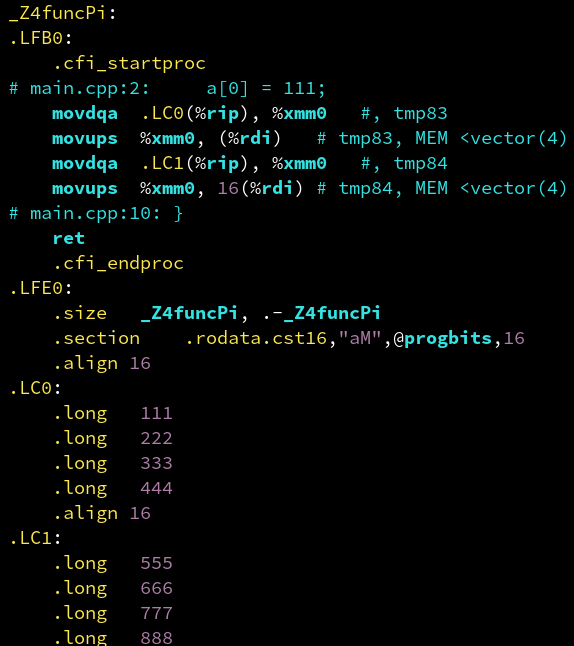 _Z4funcPi:
.LFB0:
    .cfi_startproc
# main.cpp:2:     a[0] = 111;
    movdqa  .LC0(%rip), %xmm0   #, tmp83
    movups  %xmm0, (%rdi)   # tmp83, MEM <vector(4)
    movdqa  .LC1(%rip), %xmm0   #, tmp84
    movups  %xmm0, 16(%rdi) # tmp84, MEM <vector(4)
# main.cpp:10: }
    ret
    .cfi_endproc
.LFE0:
    .size   _Z4funcPi, .-_Z4funcPi
    .section    .rodata.cst16,"aM",@progbits,16
    .align 16
.LC0:
    .long   111
    .long   222
    .long   333
    .long   444
    .align 16
.LC1:
    .long   555
    .long   666
    .long   777
    .long   888